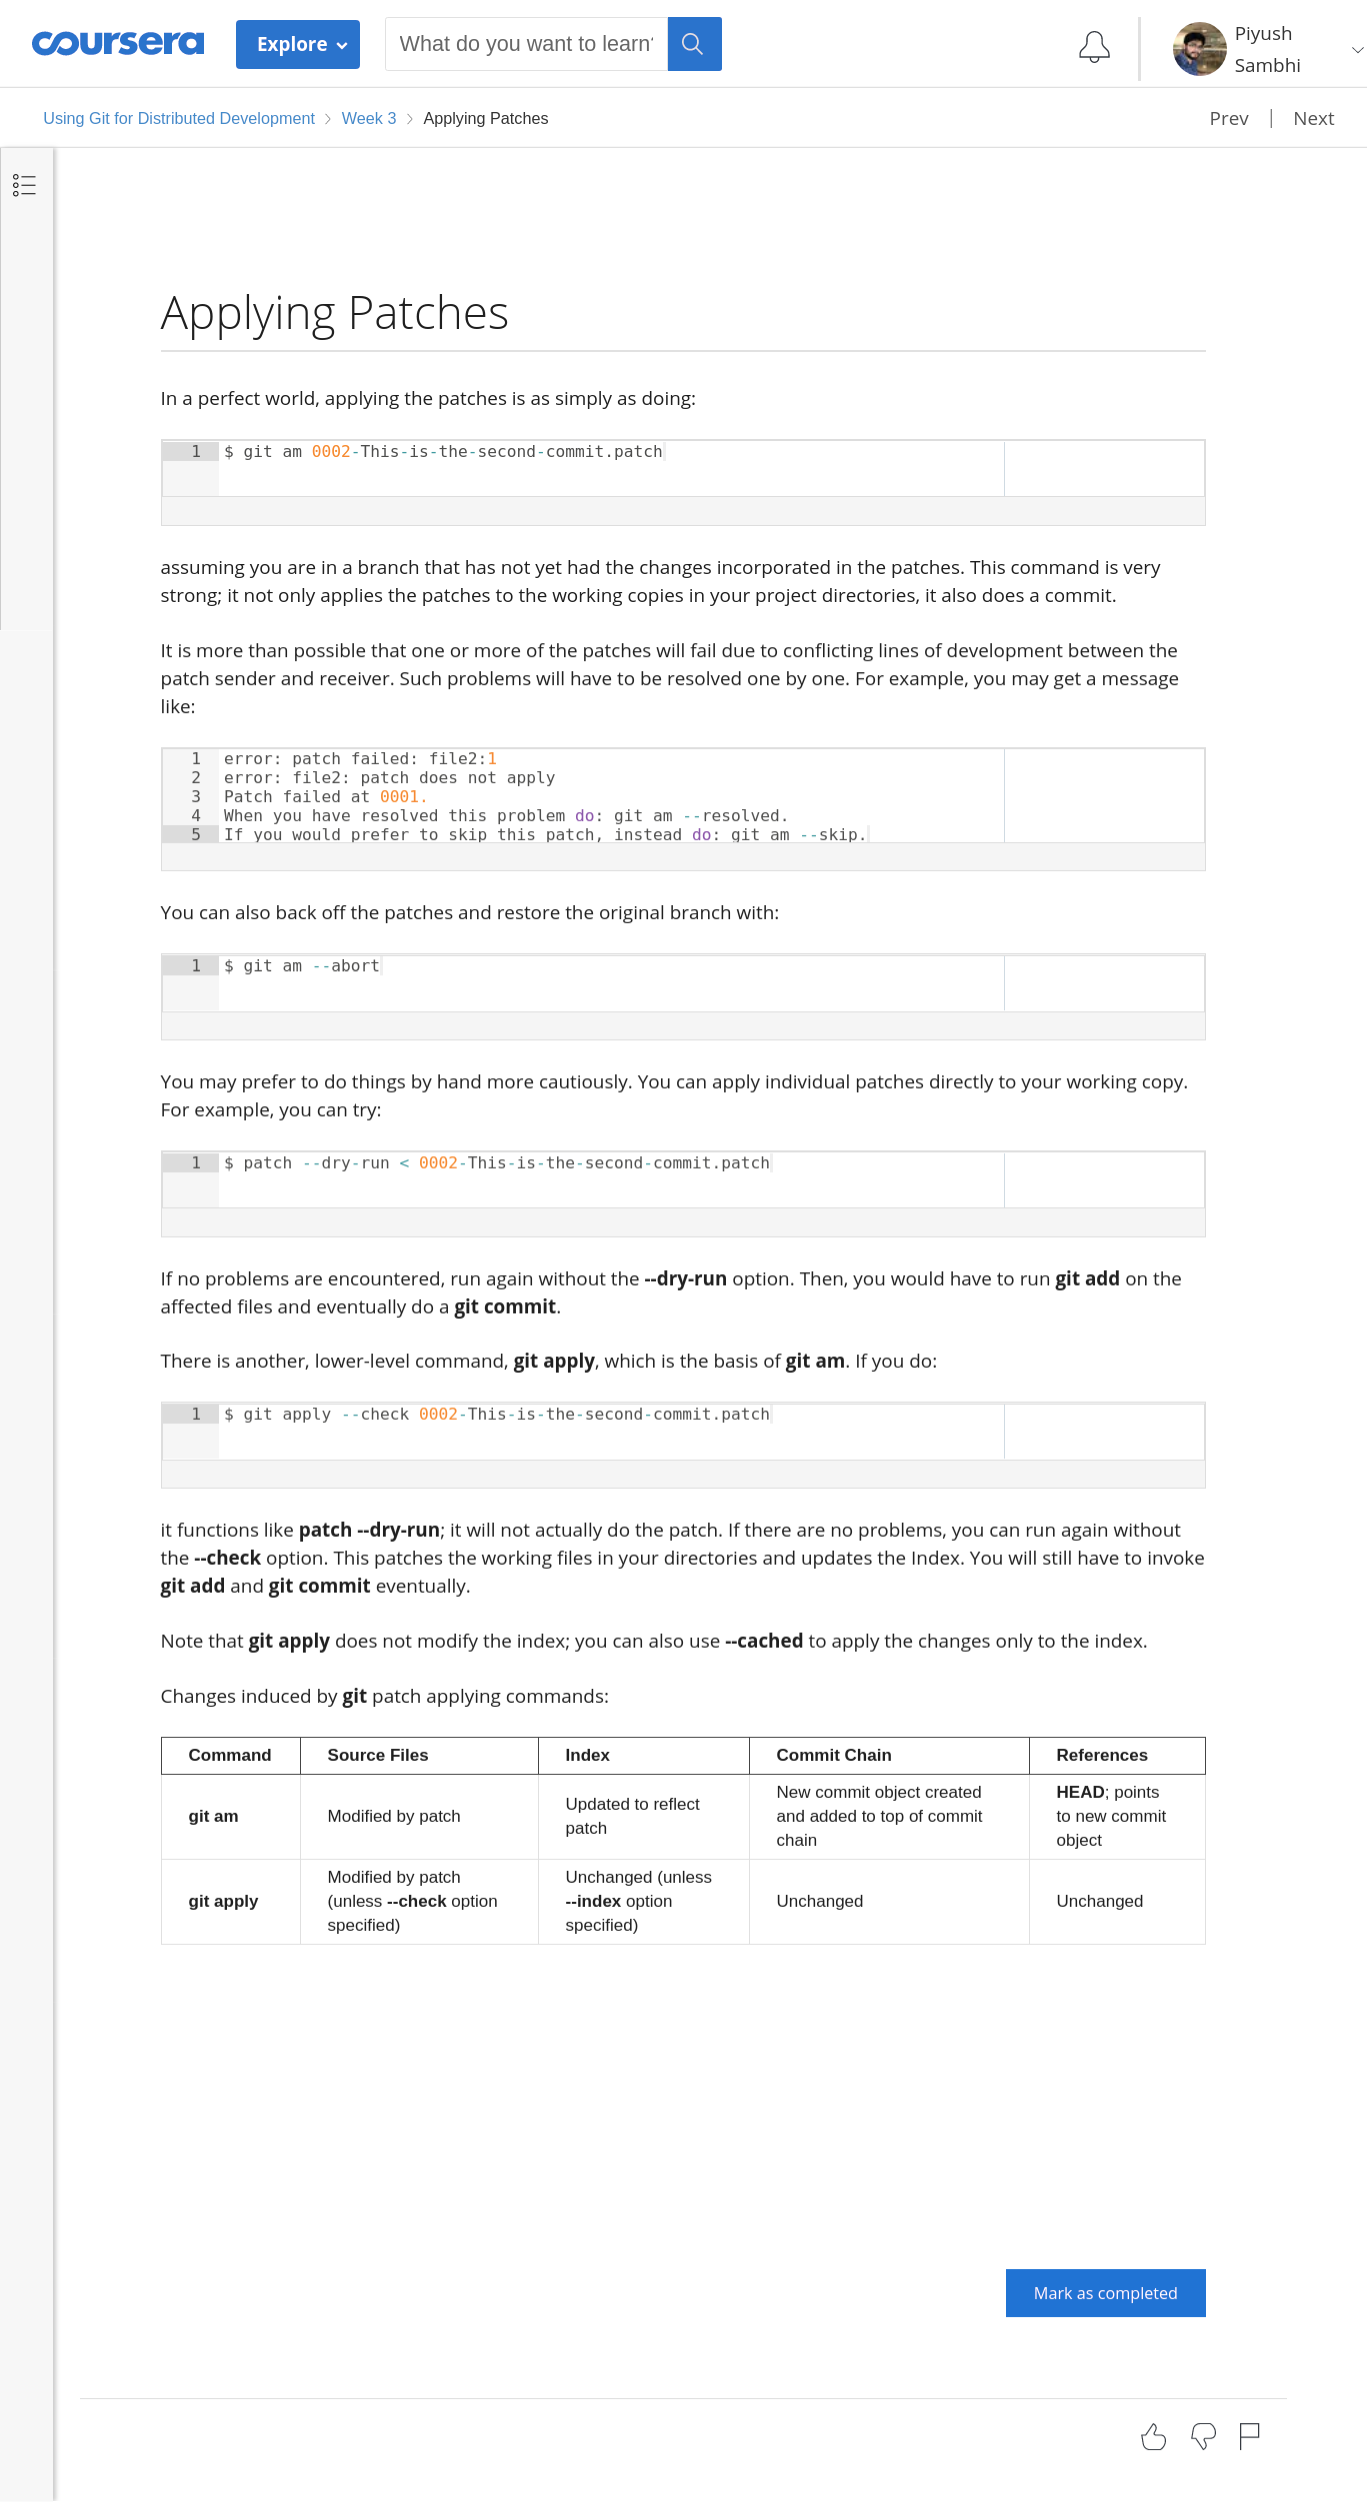 coursera
Explore
What do you want to learn?
Piyush
Sambhi
Using Git for Distributed Development
Week 3
Applying Patches
Prev
Next
Applying Patches
In a perfect world, applying the patches is as simply as doing:
1 $ git am 0002-This-is-the-second-commit.patch
assuming you are in a branch that has not yet had the changes incorporated in the patches. This command is very
strong; it not only applies the patches to the working copies in your project directories, it also does a commit.
It is more than possible that one or more of the patches will fail due to conflicting lines of development between the
patch sender and receiver. Such problems will have to be resolved one by one. For example, you may get a message
like:
1 error: patch failed: file2:1
2 error: file2: patch does not apply
3 Patch failed at 0001.
4 When you have resolved this problem do: git am --resolved.
5 If you would prefer to skip this patch, instead do: git am --skip.
You can also back off the patches and restore the original branch with:
1 $ git am --abort
You may prefer to do things by hand more cautiously. You can apply individual patches directly to your working copy.
For example, you can try:
1 $ patch --dry-run < 0002-This-is-the-second-commit.patch
If no problems are encountered, run again without the --dry-run option. Then, you would have to run git add on the
affected files and eventually do a git commit.
There is another, lower-level command, git apply, which is the basis of git am. If you do:
1 $ git apply --check 0002-This-is-the-second-commit.patch
it functions like patch --dry-run; it will not actually do the patch. If there are no problems, you can run again without
the --check option. This patches the working files in your directories and updates the Index. You will still have to invoke
git add and git commit eventually.
Note that git apply does not modify the index; you can also use --cached to apply the changes only to the index.
Changes induced by git patch applying commands:
Command
Source Files
Index
Commit Chain
References
git am
Modified by patch
Updated to reflect
patch
New commit object created
and added to top of commit
chain
HEAD; points
to new commit
object
git apply
Modified by patch
(unless --check option
specified)
Unchanged (unless
--index option
specified)
Unchanged
Unchanged
Mark as completed